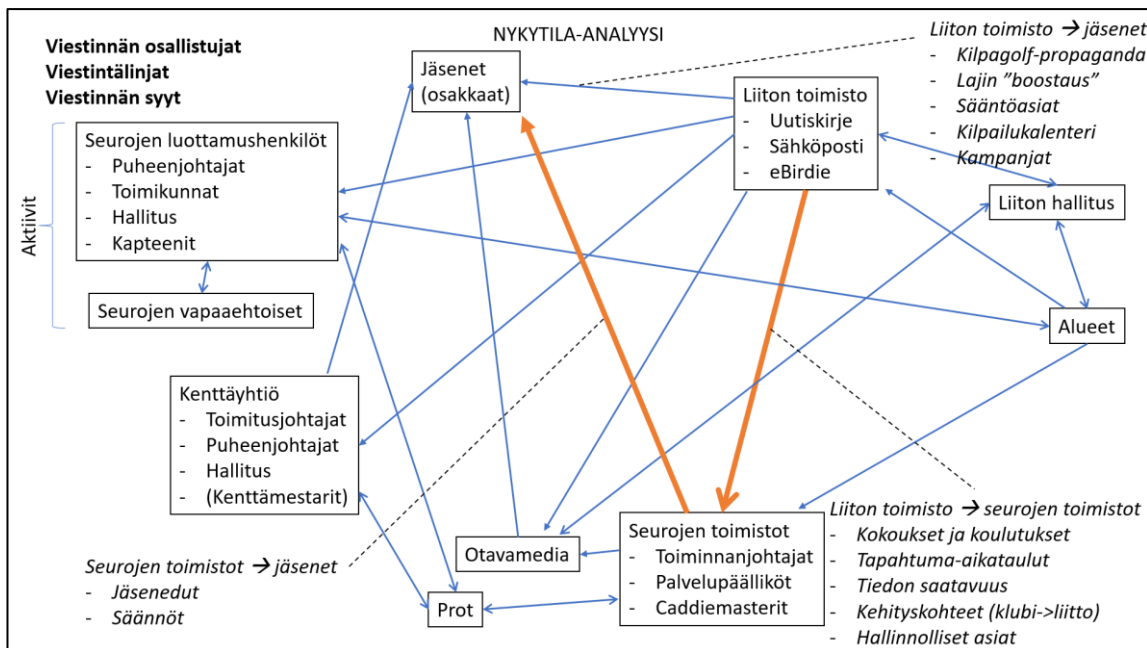 NYKYTILA-ANALYYSI
Viestinnän osallistujat
Viestintälinjat
Viestinnän syyt
Jäsenet
(osakkaat)
Liiton toimisto
- Uutiskirje
- Sähköposti
- eBirdie
Liiton toimisto → jäsenet
- Kilpagolf-propaganda
- Lajin ”boostaus”
- Sääntöasiat
- Kilpailukalenteri
- Kampanjat
Aktiivit
Seurojen luottamushenkilöt
- Puheenjohtajat
- Toimikunnat
- Hallitus
- Kapteenit
Seurojen vapaaehtoiset
Liiton hallitus
Alueet
Kenttäyhtiö
- Toimitusjohtajat
- Puheenjohtajat
- Hallitus
- (Kenttämestarit)
Otavamedia
Prot
Seurojen toimistot
- Toiminnanjohtajat
- Palvelupäälliköt
- Caddiemasterit
Seurojen toimistot → jäsenet
- Jäsenedut
- Säännöt
Liiton toimisto → seurojen toimistot
- Kokoukset ja koulutukset
- Tapahtuma-aikataulut
- Tiedon saatavuus
- Kehityskohteet (klubi->liitto)
- Hallinnolliset asiat